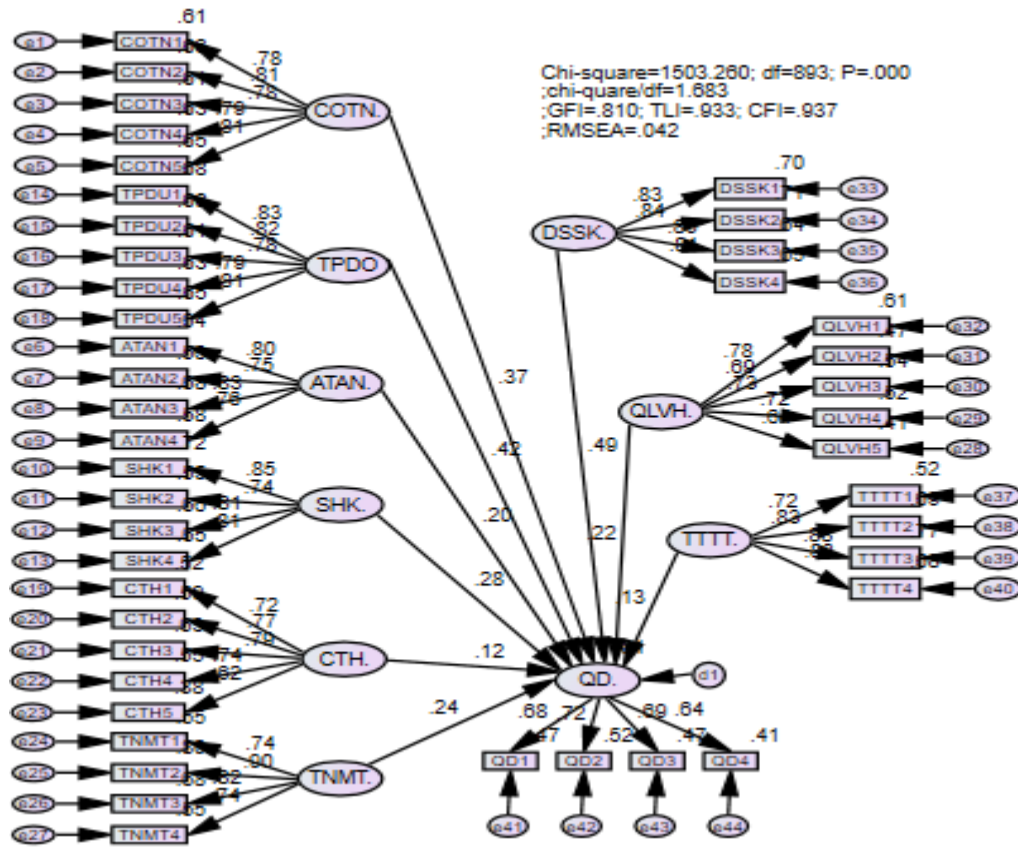 .61
e1 COTN1
e2 COTN2 .78
e3 COTN3 .81
e4 COTN4 .78
e5 COTN5 .79
.81
COTN.
Chi-square=1503.260; df=893; P=.000
;chi-quare/df=1.683
;GFI=.810; TLI=.933; CFI=.937
;RMSEA=.042
e14 TPDU1
e15 TPDU2 .83
e16 TPDU3 .82
e17 TPDU4 .78
e18 TPDU5 .79
.81
TPDO
.70
DSSK1 e33
DSSK2 e34
DSSK3 e35
DSSK4 e36
.83
.84
DSSK.
e6 ATAN1 .80
e7 ATAN2 .75
e8 ATAN3 .83
e9 ATAN4 .76
ATAN.
.61
QLVH1 e32
QLVH2 e31
QLVH3 e30
QLVH4 e29
QLVH5 e28
.78
.69
.73
.72
QLVH.
.37
.42
.49
.20
.22
.28
.13
.12
.24
e10 SHK1 .85
e11 SHK2 .74
e12 SHK3 .81
e13 SHK4 .81
SHK.
.52
TTTT1 e37
TTTT2 e38
TTTT3 e39
TTTT4 e40
.72
.83
TTTT.
e19 CTH1 .72
e20 CTH2 .77
e21 CTH3 .79
e22 CTH4 .74
e23 CTH5 .82
CTH.
e24 TNMT1 .74
e25 TNMT2 .90
e26 TNMT3 .82
e27 TNMT4 .74
TNMT.
QD. d1
.68 .72 .69 .64
.47 .52 .47 .41
QD1 QD2 QD3 QD4
e41 e42 e43 e44